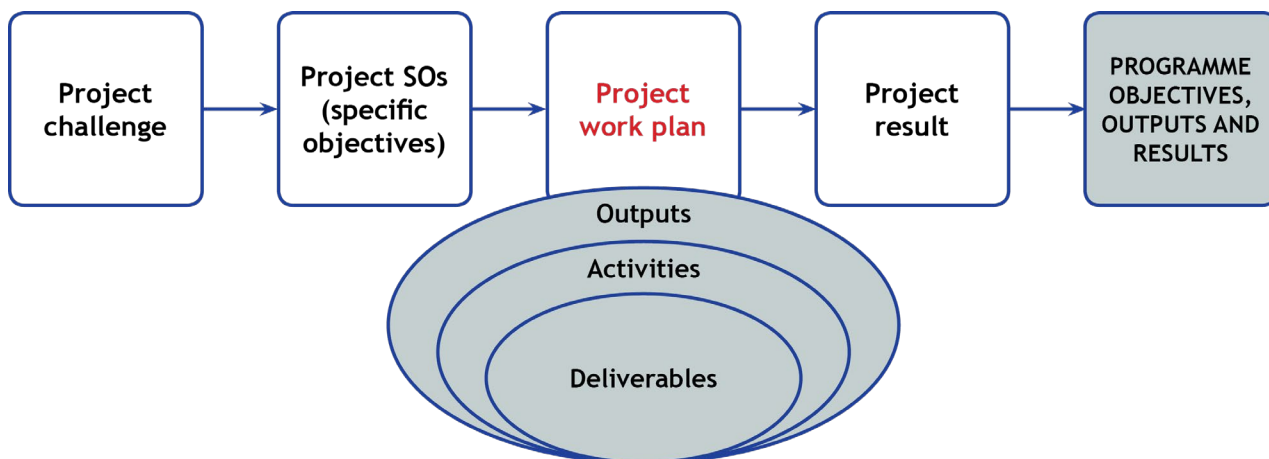 Project
challenge
Project SOs
(specific
objectives)
Project
work plan
Project
result
PROGRAMME
OBJECTIVES,
OUTPUTS AND
RESULTS
Outputs
Activities
Deliverables